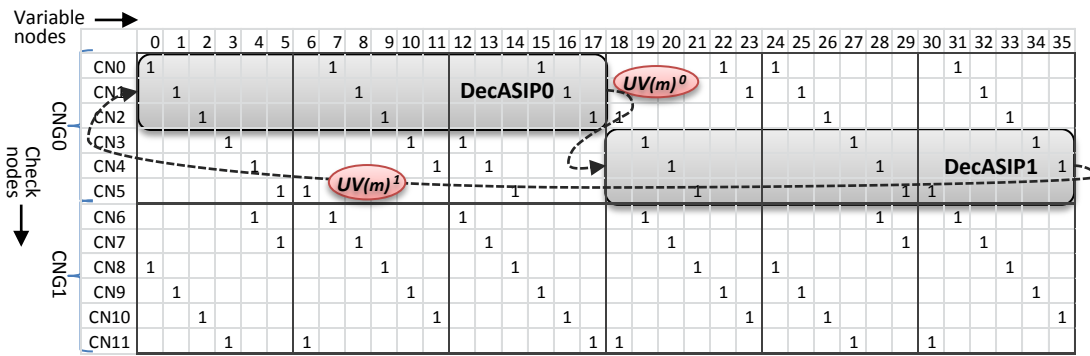 Variable nodes
0 1 2 3 4 5 6 7 8 9 10 11 12 13 14 15 16 17 18 19 20 21 22 23 24 25 26 27 28 29 30 31 32 33 34 35
Check nodes
CNG0
CN0 1 1 1 1 1 1
CN1 1 1 DecASIP0 1 UV(m)⁰ 1 1 1
CN2 1 1 1 1 1 1
CN3 1 1 1 1 1 1
CN4 1 1 1 1 1 DecASIP1 1
CN5 1 1 UV(m)¹ 1 1 1 1
CNG1
CN6 1 1 1 1 1 1
CN7 1 1 1 1 1 1
CN8 1 1 1 1 1 1
CN9 1 1 1 1 1 1
CN10 1 1 1 1 1 1
CN11 1 1 1 1 1 1